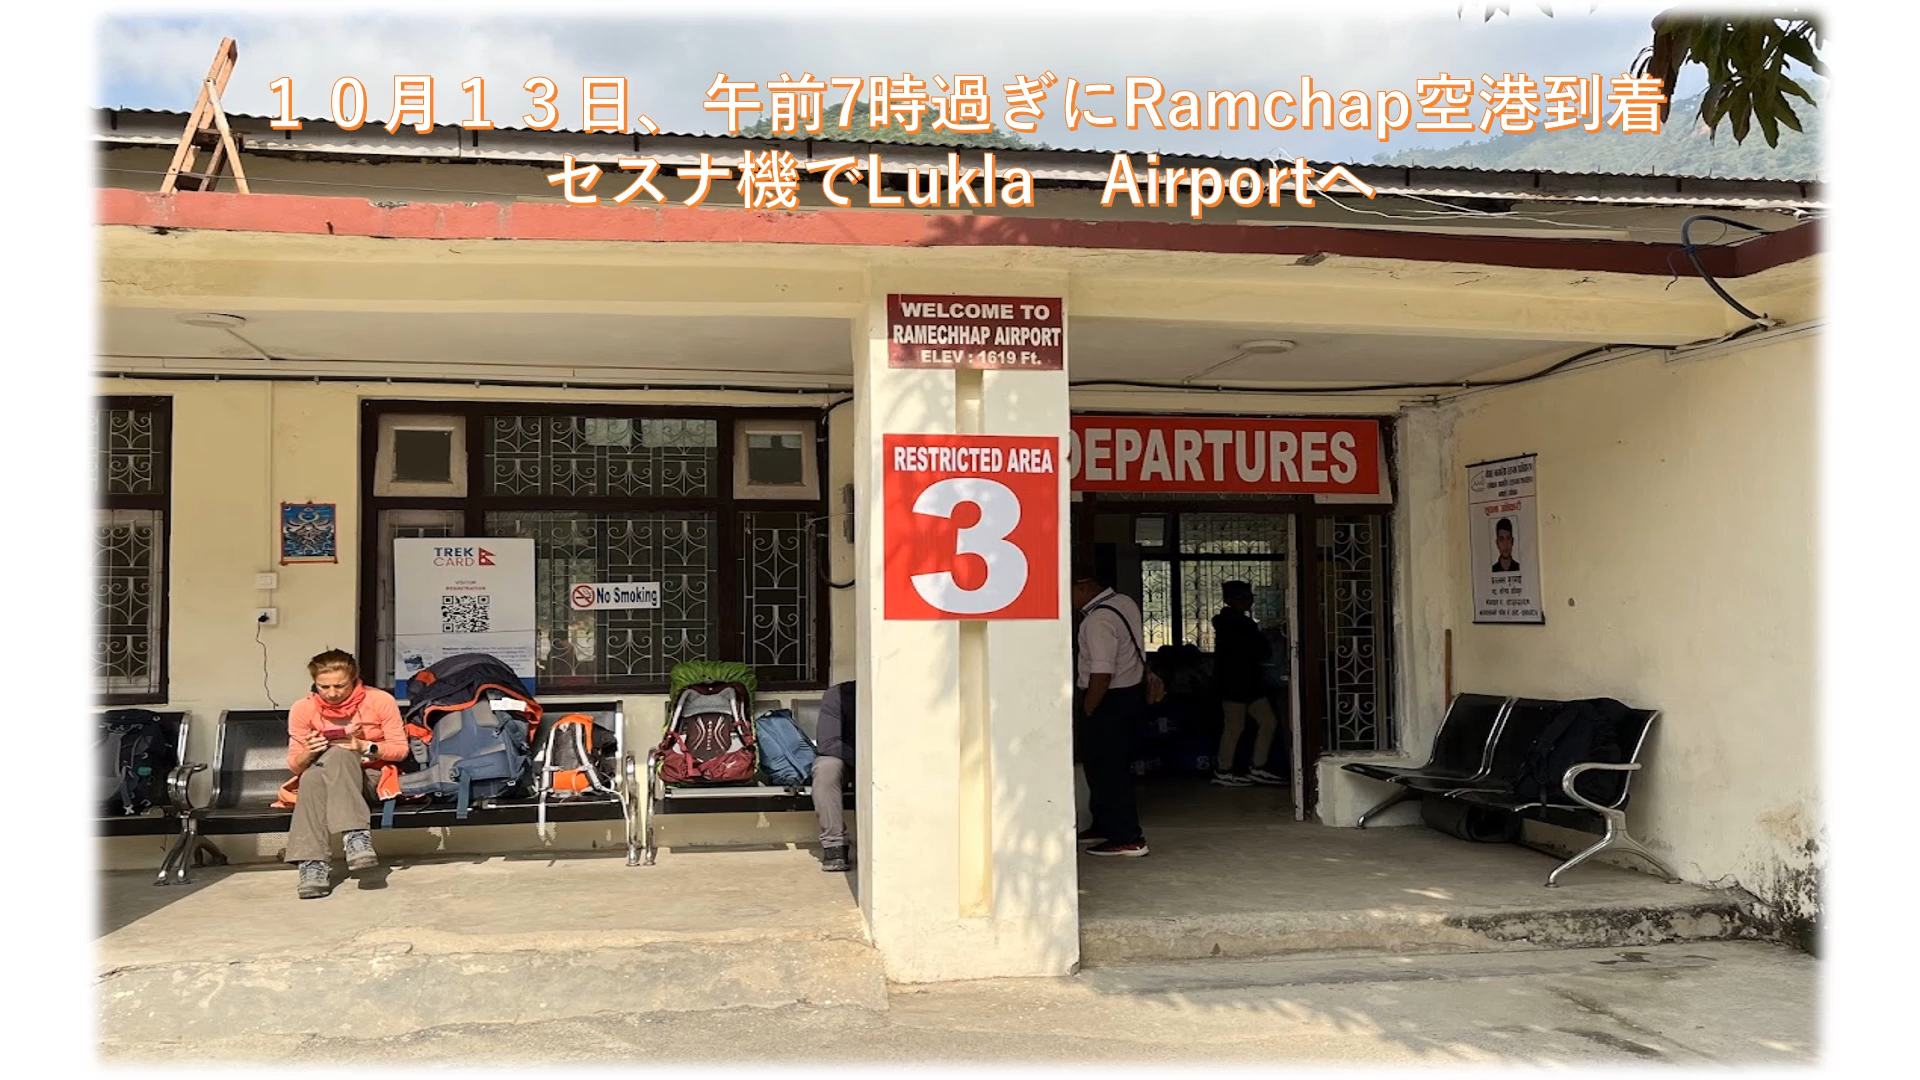 １０月１３日、午前7時過ぎにRamchap空港到着
セスナ機でLukla　Airportへ
WELCOME TO
RAMECHHAP AIRPORT
ELEV : 1619 Ft.
RESTRICTED AREA
3
DEPARTURES
TREK
CARD
VISITOR
REGISTRATION
No Smoking